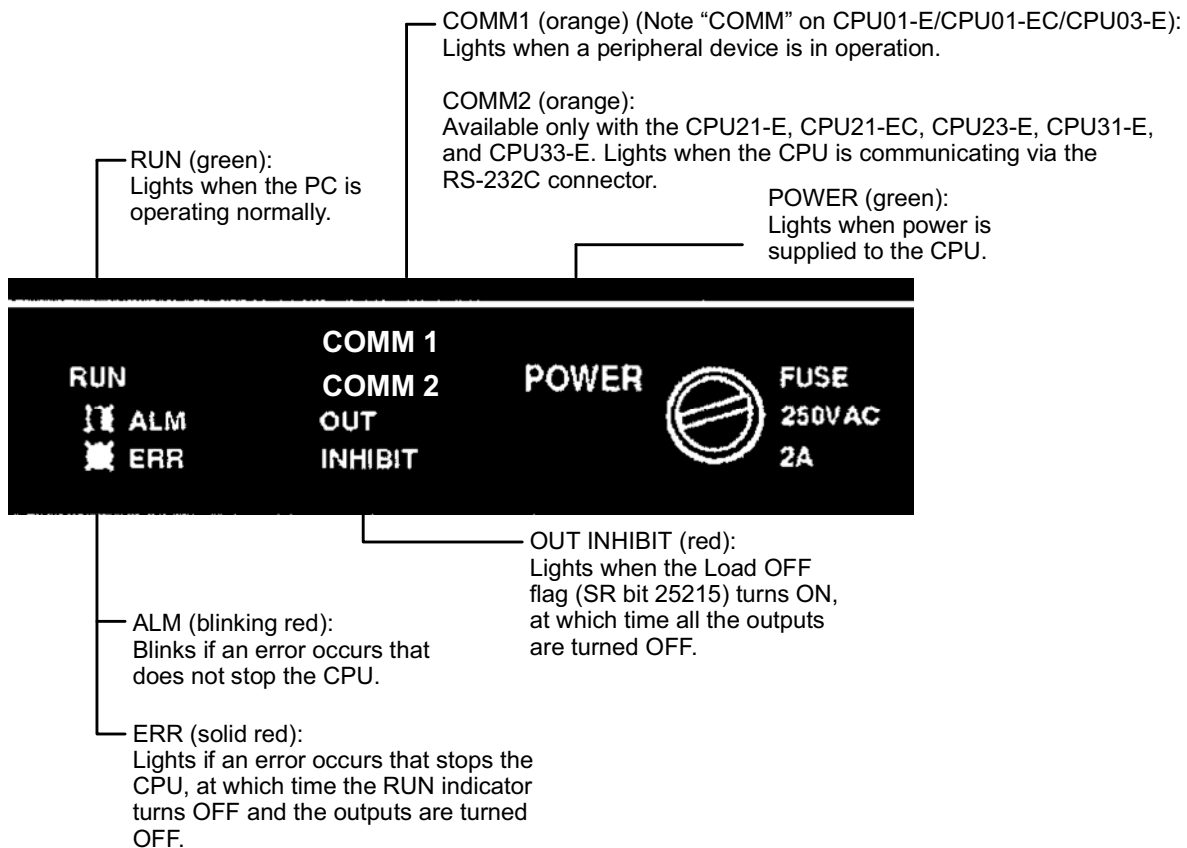 COMM1 (orange) (Note “COMM” on CPU01-E/CPU01-EC/CPU03-E):
Lights when a peripheral device is in operation.
COMM2 (orange):
Available only with the CPU21-E, CPU21-EC, CPU23-E, CPU31-E,
and CPU33-E. Lights when the CPU is communicating via the
RS-232C connector.
RUN (green):
Lights when the PC is
operating normally.
POWER (green):
Lights when power is
supplied to the CPU.
RUN
ALM
ERR
COMM 1
COMM 2
OUT
INHIBIT
POWER
FUSE
250VAC
2A
OUT INHIBIT (red):
Lights when the Load OFF
flag (SR bit 25215) turns ON,
at which time all the outputs
are turned OFF.
ALM (blinking red):
Blinks if an error occurs that
does not stop the CPU.
ERR (solid red):
Lights if an error occurs that stops the
CPU, at which time the RUN indicator
turns OFF and the outputs are turned
OFF.